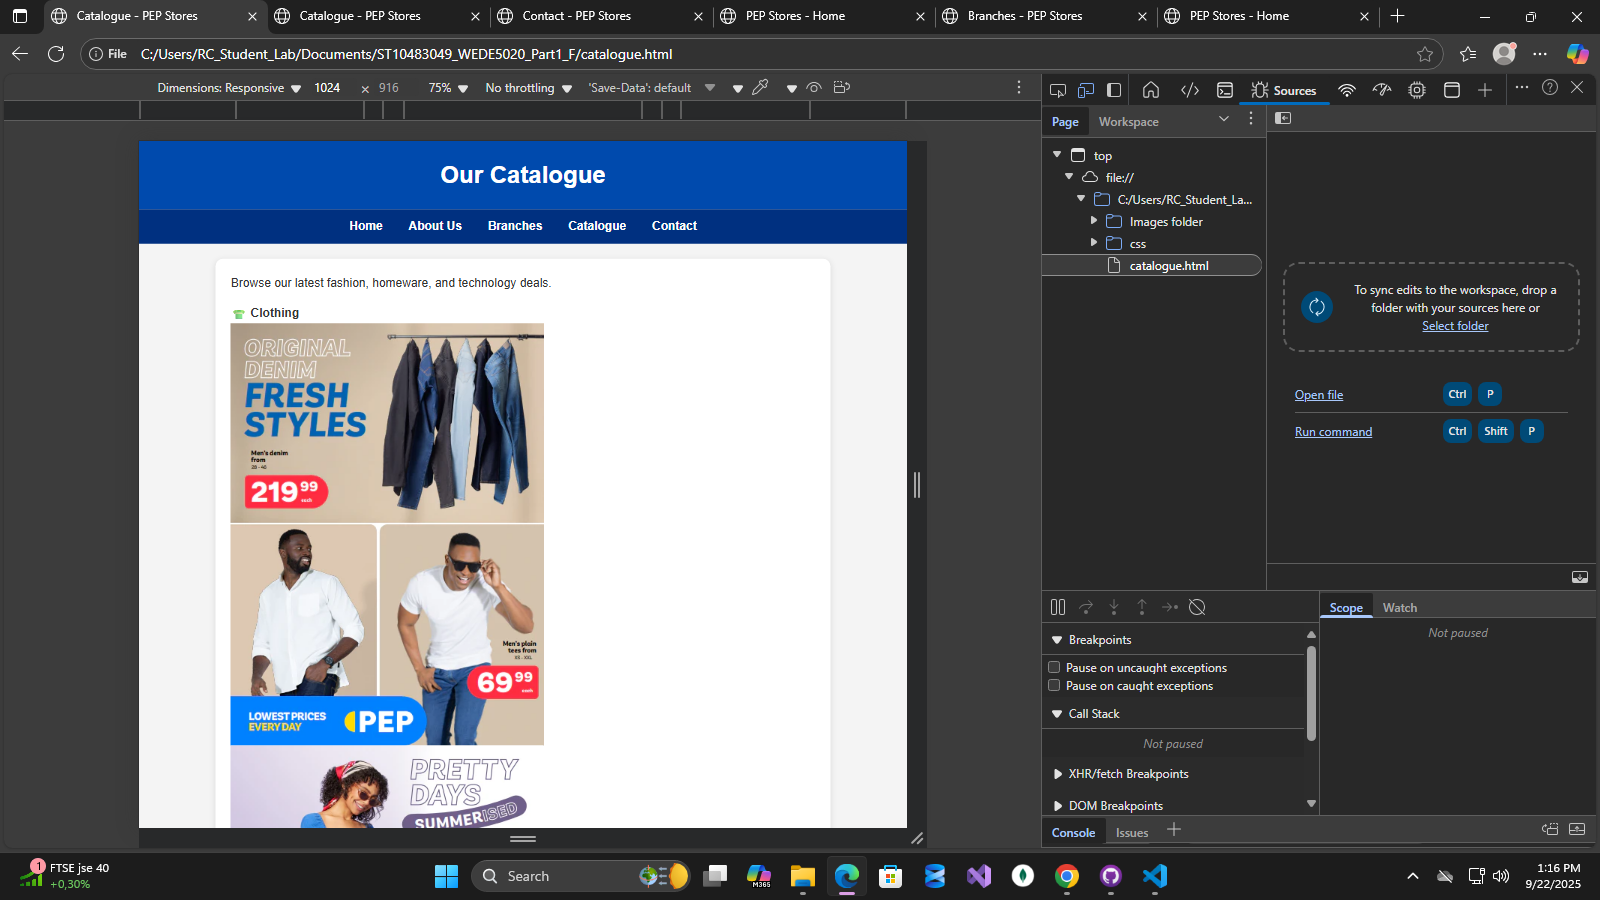 Catalogue - PEP Stores
Catalogue - PEP Stores
Contact - PEP Stores
PEP Stores - Home
Branches - PEP Stores
PEP Stores - Home
File
C:/Users/RC_Student_Lab/Documents/ST10483049_WEDE5020_Part1_F/catalogue.html
Dimensions: Responsive
1024
×
916
75%
No throttling
'Save-Data': default
Sources
Page
Workspace
top
file://
C:/Users/RC_Student_La...
Images folder
css
catalogue.html
To sync edits to the workspace, drop a
folder with your sources here or
Select folder
Open file
Ctrl
P
Run command
Ctrl
Shift
P
Our Catalogue
Home
About Us
Branches
Catalogue
Contact
Browse our latest fashion, homeware, and technology deals.
Clothing
ORIGINAL
DENIM
FRESH
STYLES
Men's denim
from
28 - 40
219 99
each
Men's plain
tees from
XS - XXL
69 99
each
LOWEST PRICES
EVERY DAY
PEP
PRETTY
DAYS
SUMMERISED
Scope
Watch
Not paused
Breakpoints
Pause on uncaught exceptions
Pause on caught exceptions
Call Stack
Not paused
XHR/fetch Breakpoints
DOM Breakpoints
Console
Issues
1
FTSE jse 40
+0,30%
Search
M365
1:16 PM
9/22/2025